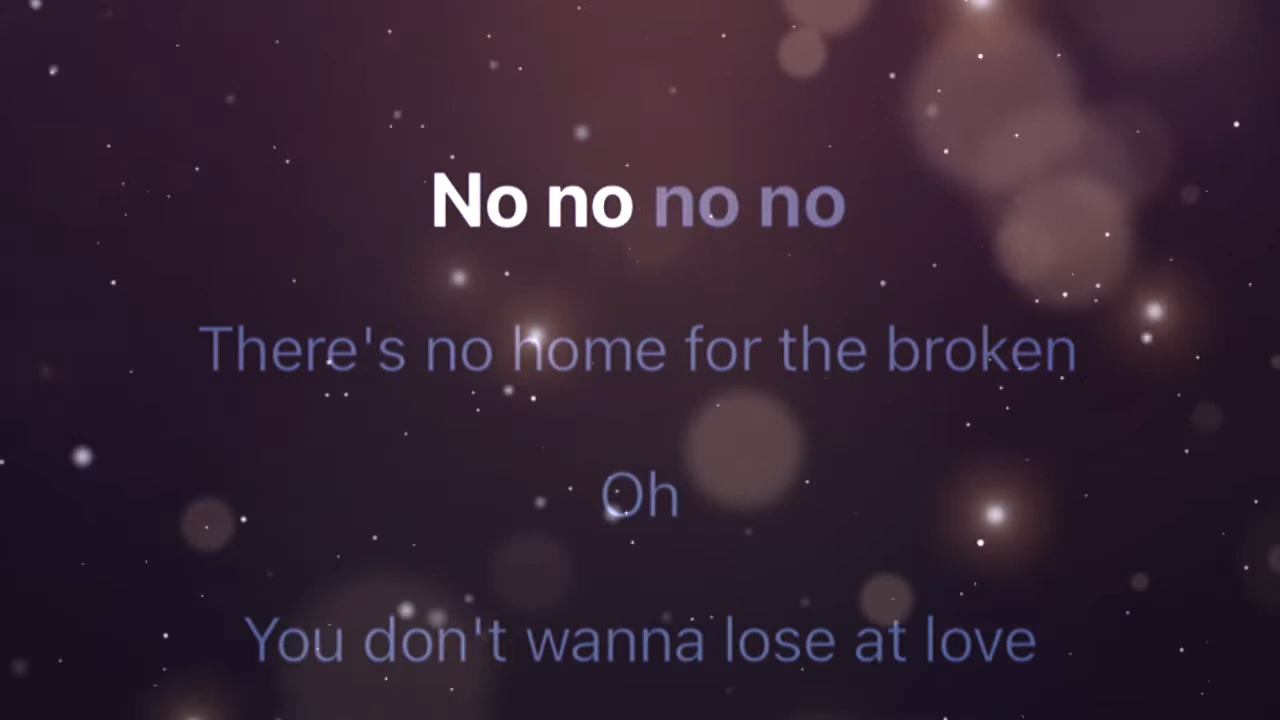 No no no no
There's no home for the broken
Oh
You don't wanna lose at love